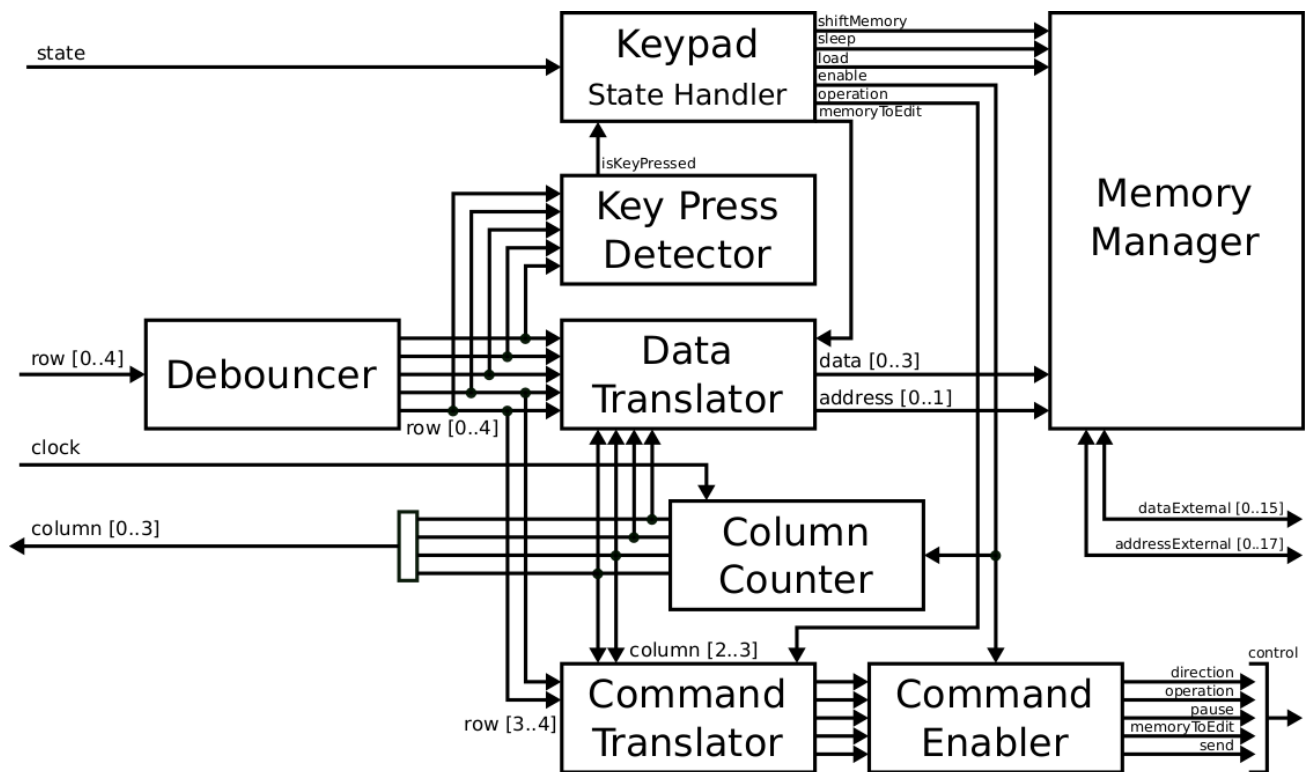 shiftMemory
Keypad
sleep
state
load
enable
State Handler
operation
memoryToEdit
isKeyPressed
Key Press
Detector
Memory
Manager
Data
Translator
row [0..4]
Debouncer
data [0..3]
address [0..1]
row [0..4]
clock
column [0..3]
Column
Counter
dataExternal [0..15]
addressExternal [0..17]
column [2..3]
control
Command
Translator
Command
Enabler
direction
operation
pause
memoryToEdit
send
row [3..4]